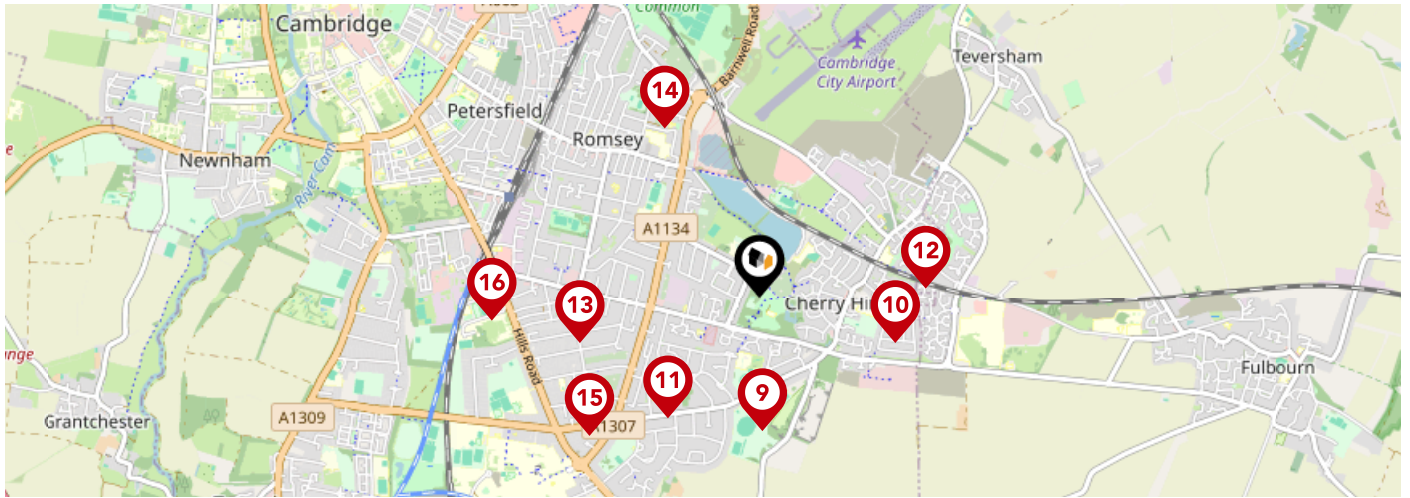 Cambridge
Common
Barnwell Road
Cambridge
City Airport
Teversham
Petersfield
14
Romsey
Newnham
River Cam
A1134
12
16
13
Cherry Hi
10
Hills Road
Fulbourn
11
9
15
A1309
1307
Grantchester